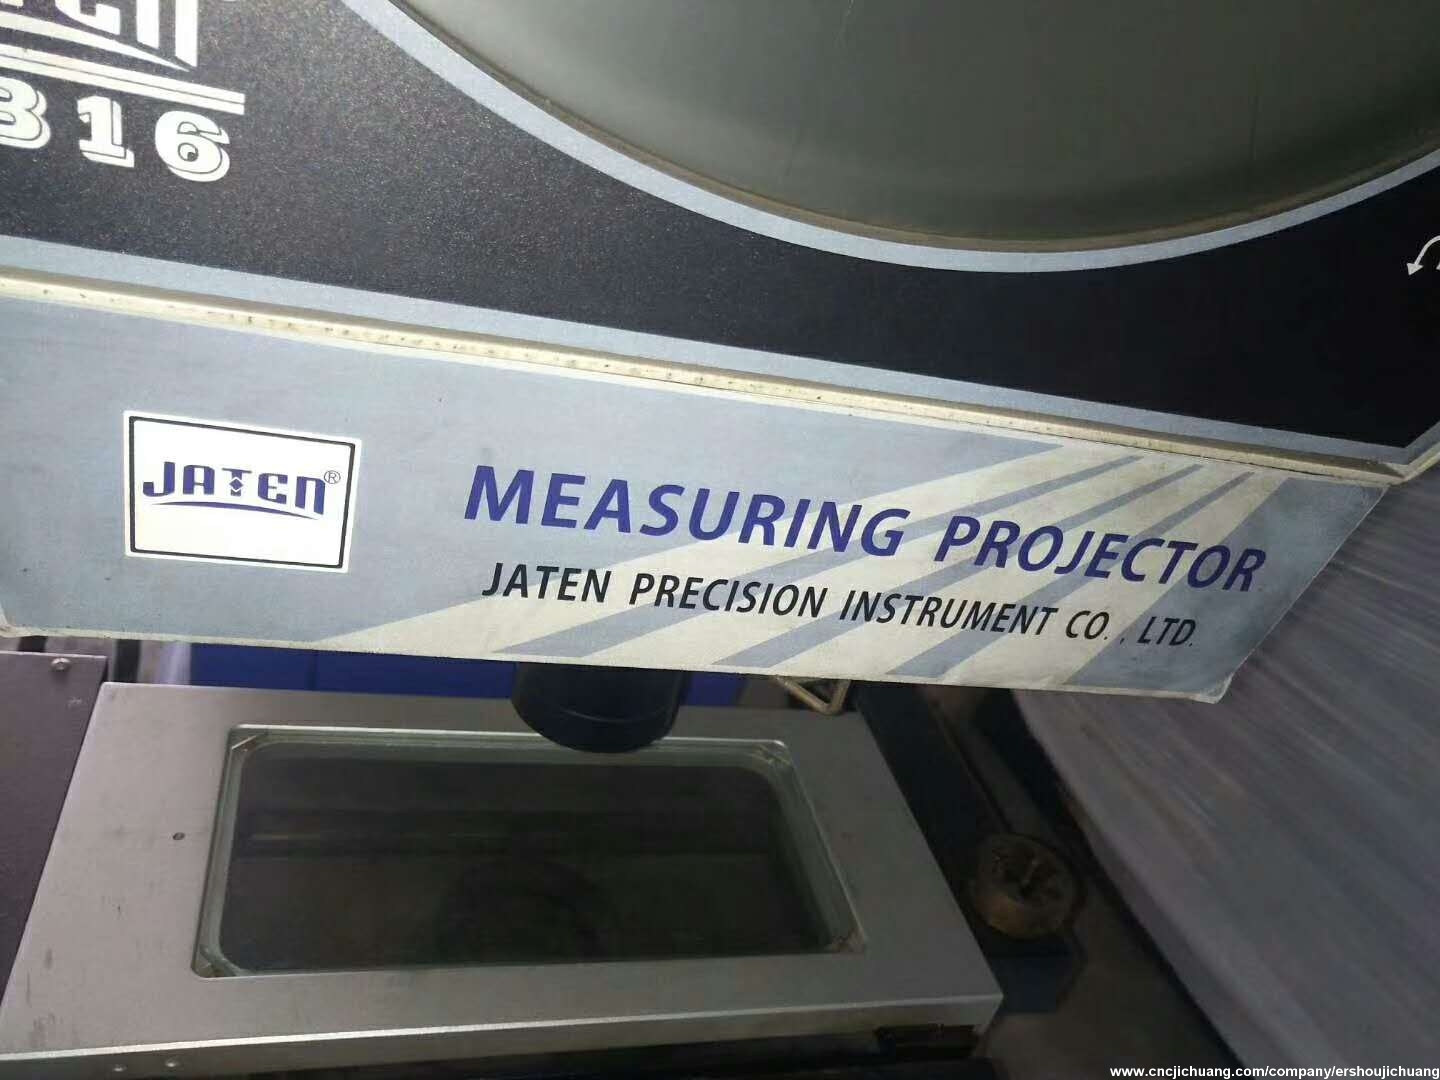 316
JATEN®
MEASURING PROJECTOR
JATEN PRECISION INSTRUMENT CO., LTD.
www.cncjichuang.com/company/ershoujichuang